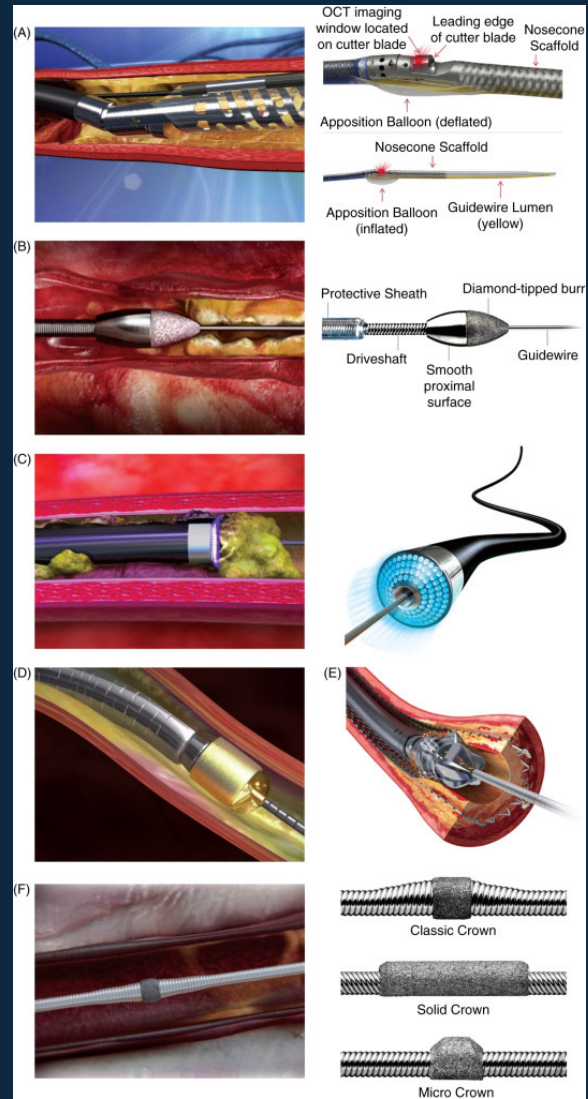 (A)
OCT imaging
window located
on cutter blade
Leading edge
of cutter blade
Nosecone
Scaffold
Apposition Balloon (deflated)
Nosecone Scaffold
Apposition Balloon
(inflated)
Guidewire Lumen
(yellow)
(B)
Protective Sheath
Diamond-tipped burr
Driveshaft
Guidewire
Smooth
proximal
surface
(C)
(D)
(E)
(F)
Classic Crown
Solid Crown
Micro Crown